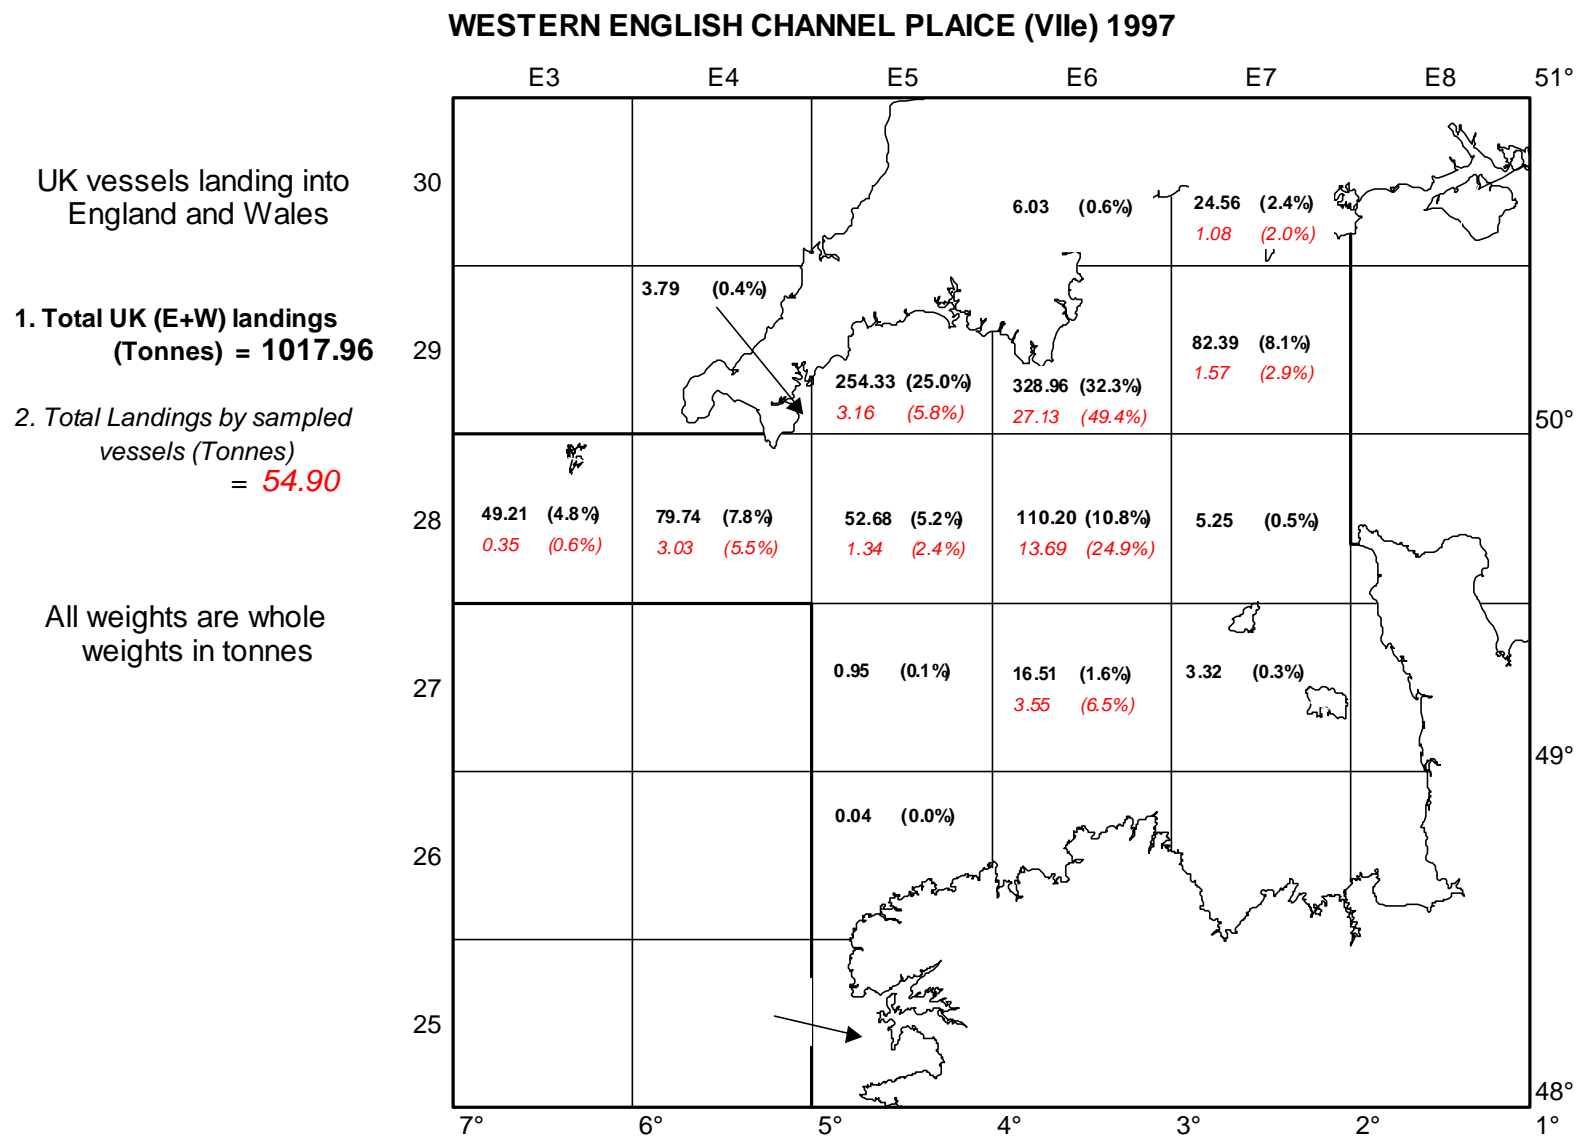 WESTERN ENGLISH CHANNEL PLAICE (VIIe) 1997
E3 E4 E5 E6 E7 E8 51°
UK vessels landing into
England and Wales
30
6.03 (0.6%) 24.56 (2.4%)
1.08 (2.0%)
1. Total UK (E+W) landings
(Tonnes) = 1017.96
3.79 (0.4%)
29
82.39 (8.1%)
1.57 (2.9%)
254.33 (25.0%) 328.96 (32.3%)
3.16 (5.8%) 27.13 (49.4%)
50°
2. Total Landings by sampled
vessels (Tonnes)
= 54.90
28
49.21 (4.8%) 79.74 (7.8%) 52.68 (5.2%) 110.20 (10.8%) 5.25 (0.5%)
0.35 (0.6%) 3.03 (5.5%) 1.34 (2.4%) 13.69 (24.9%)
All weights are whole
weights in tonnes
27
0.95 (0.1%) 16.51 (1.6%) 3.32 (0.3%)
3.55 (6.5%)
49°
0.04 (0.0%)
26
25
48°
7° 6° 5° 4° 3° 2° 1°